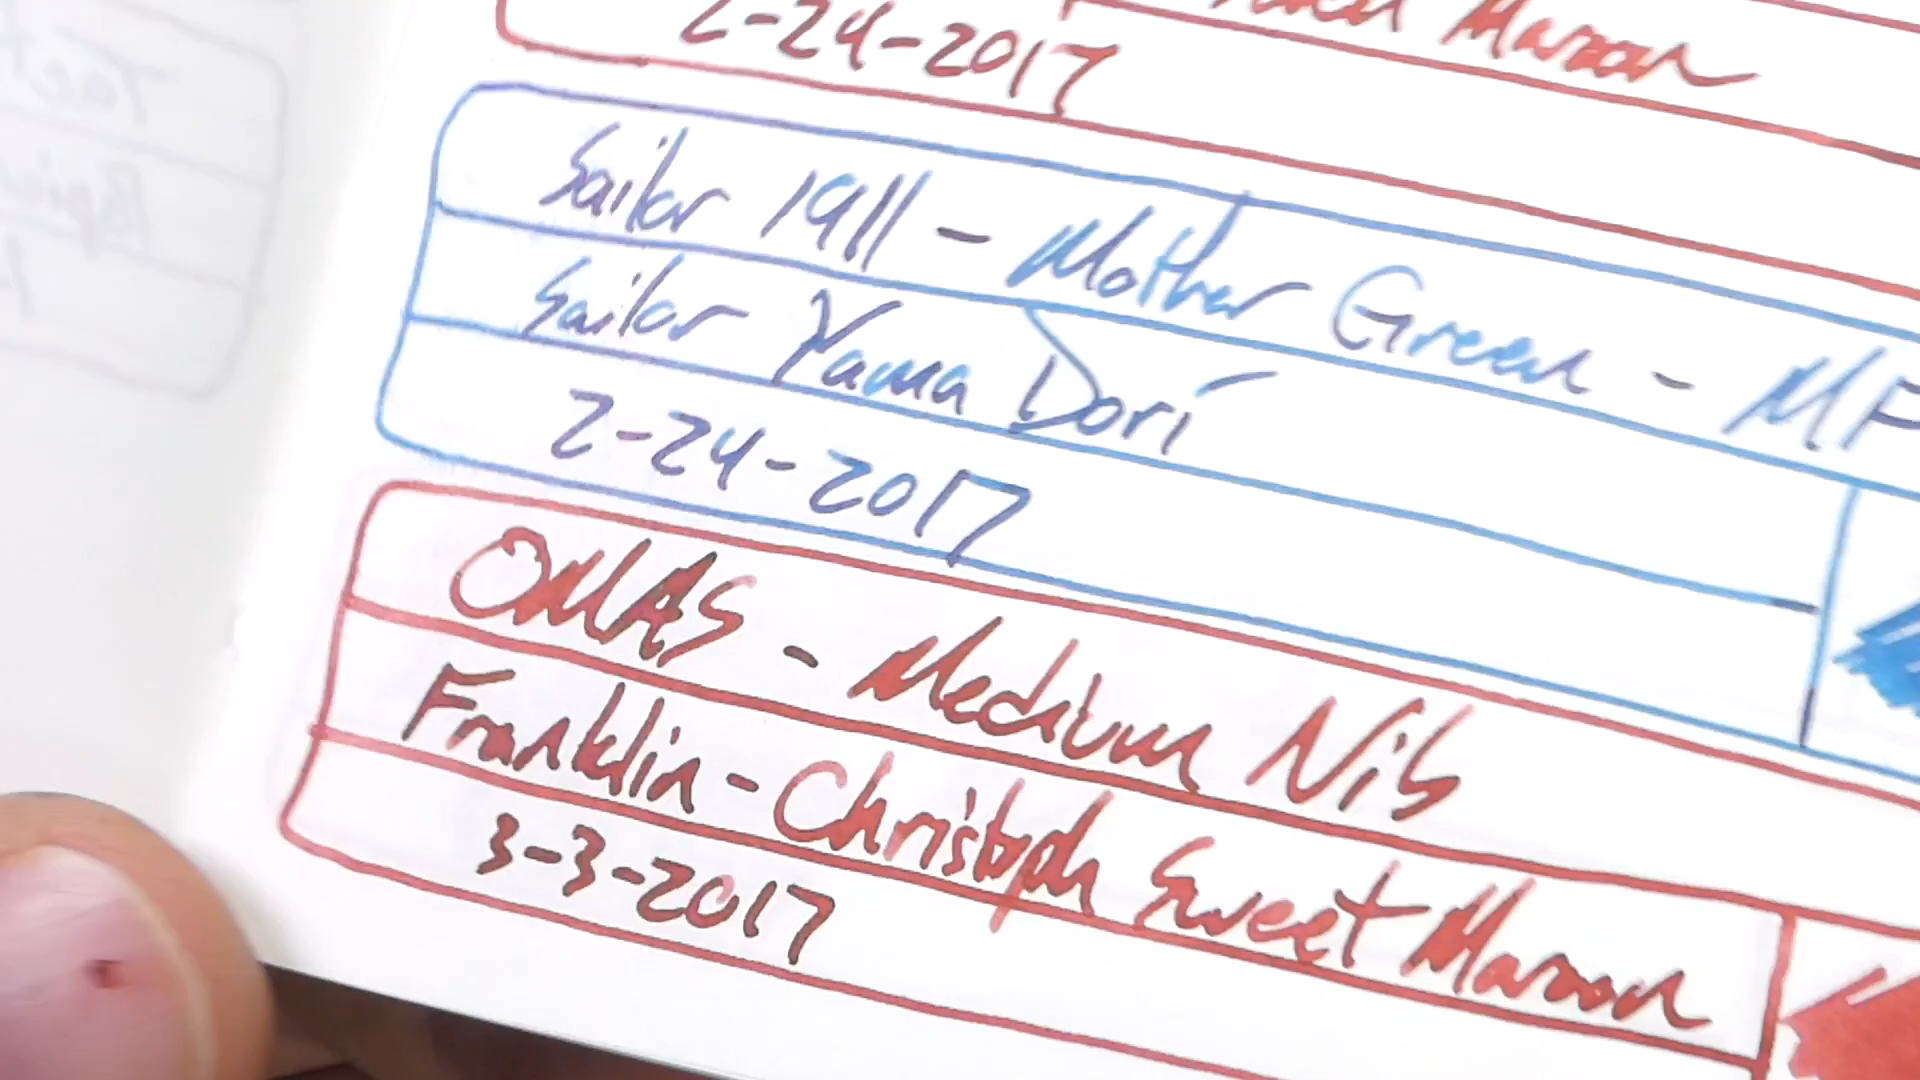 Maroon
2-24-2017
Sailor 1911 - Mother Green - MF
Sailor Yama Dori
2-24-2017
OMAS - Medium Nib
Franklin-Christoph Sweet Maroon
3-3-2017